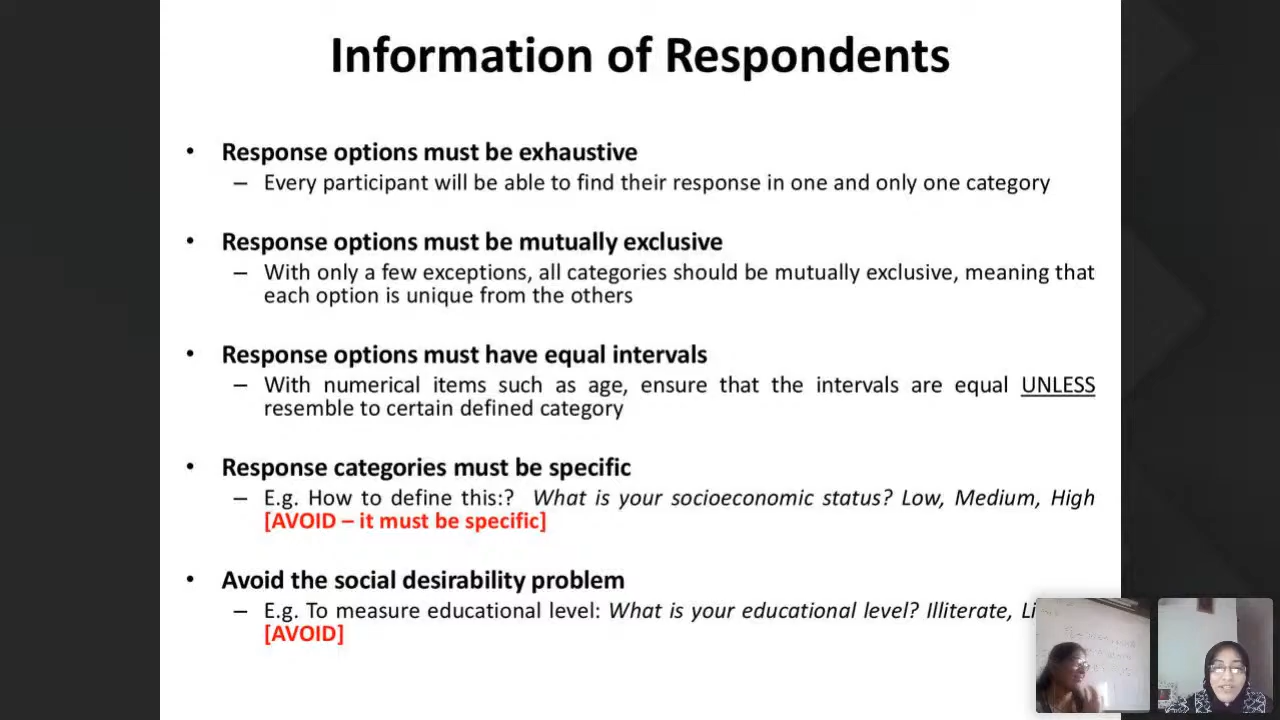 Information of Respondents
• Response options must be exhaustive
– Every participant will be able to find their response in one and only one category
• Response options must be mutually exclusive
– With only a few exceptions, all categories should be mutually exclusive, meaning that
each option is unique from the others
• Response options must have equal intervals
– With numerical items such as age, ensure that the intervals are equal UNLESS
resemble to certain defined category
• Response categories must be specific
– E.g. How to define this:? What is your socioeconomic status? Low, Medium, High
[AVOID – it must be specific]
• Avoid the social desirability problem
– E.g. To measure educational level: What is your educational level? Illiterate,
[AVOID]